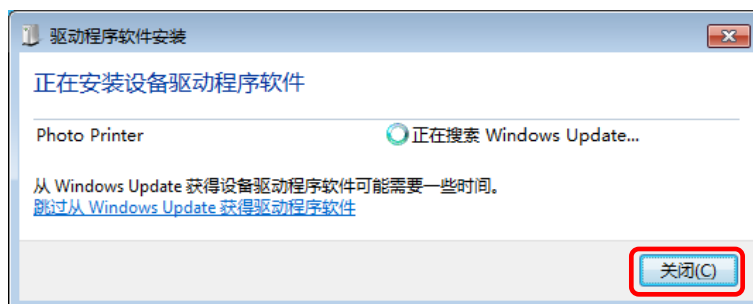 驱动程序软件安装
正在安装设备驱动程序软件
Photo Printer 正在搜索 Windows Update...
从 Windows Update 获得设备驱动程序软件可能需要一些时间。
跳过从 Windows Update 获得驱动程序软件
关闭(C)